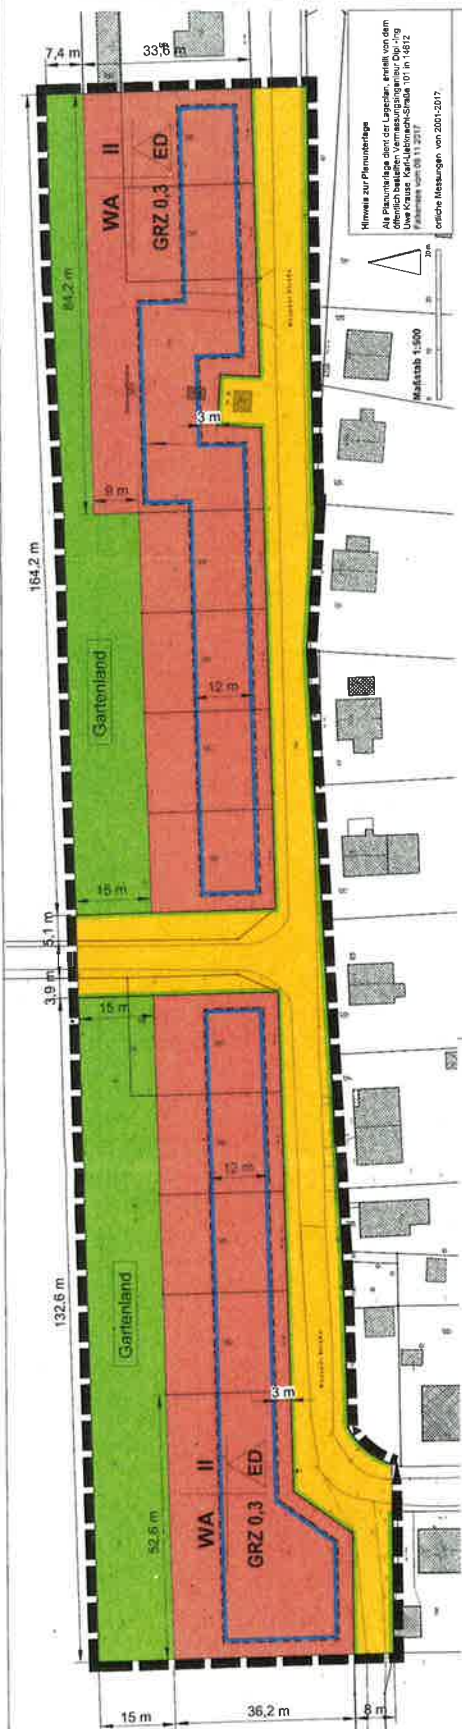 7,4 m
33,6 m
Hinweis zur Planunterlage
Als Planunterlage dient der Lageplan, erstellt von dem
öffentlich bestellten Vermessungsingenieur Dipl.-Ing
Uwe Krause, Karl-Liebknecht-Straße 101 in 14612
Falkensee vom 09.11.2017
örtliche Messungen von 2001-2017.
WA II
GRZ 0,3 ED
84,2 m
164,2 m
9 m
3 m
Maßstab 1:500
Gartenland
12 m
15 m
5,1 m
3,9 m
15 m
12 m
132,6 m
Gartenland
3 m
WA II
GRZ 0,3 ED
52,6 m
15 m
36,2 m
8 m